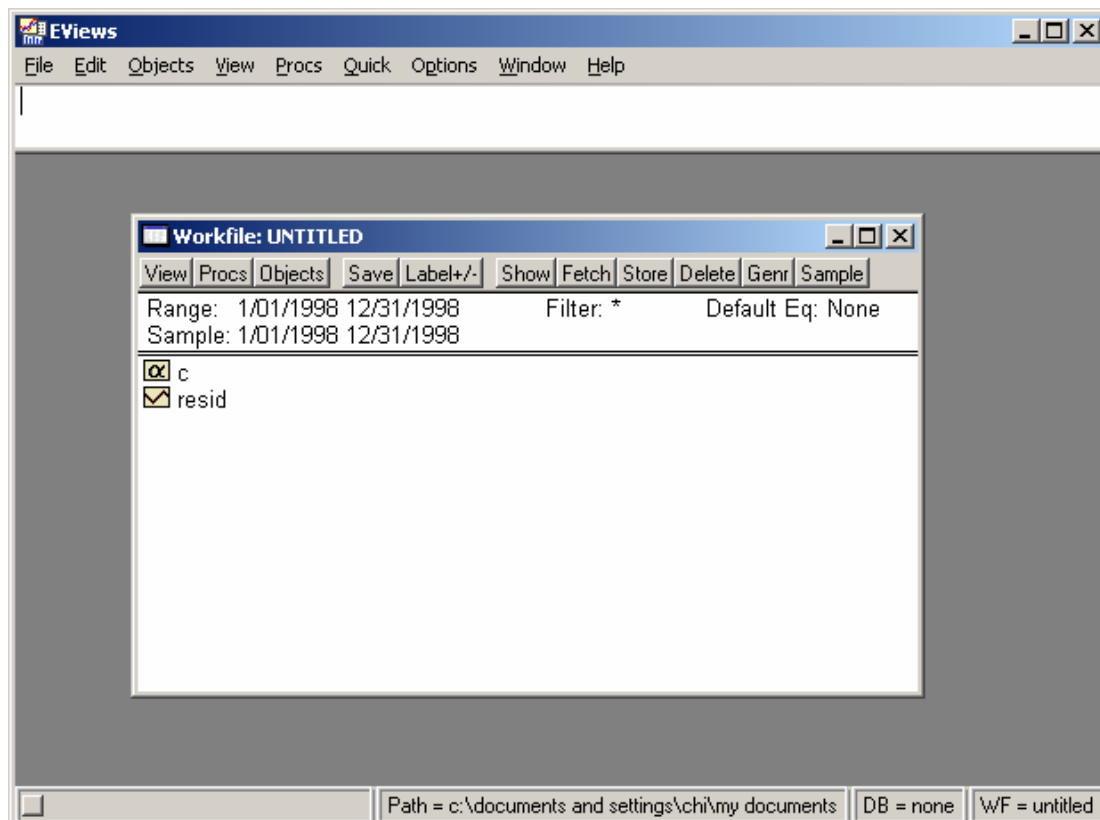 EViews
File Edit Objects View Procs Quick Options Window Help
Workfile: UNTITLED
View Procs Objects Save Label+/- Show Fetch Store Delete Genr Sample
Range: 1/01/1998 12/31/1998 Filter: * Default Eq: None
Sample: 1/01/1998 12/31/1998
α c
resid
Path = c:\documents and settings\chi\my documents DB = none WF = untitled